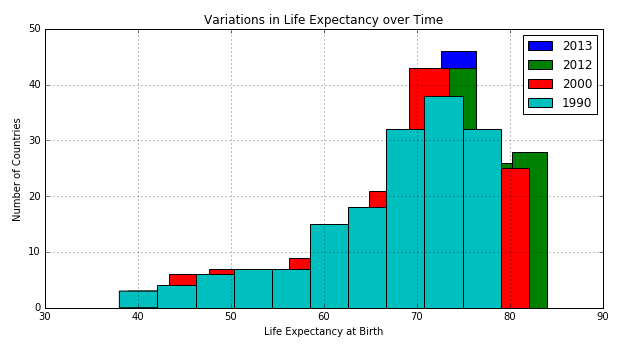 Variations in Life Expectancy over Time
50
40
30
20
10
0
Number of Countries
2013
2012
2000
1990
30 40 50 60 70 80 90
Life Expectancy at Birth